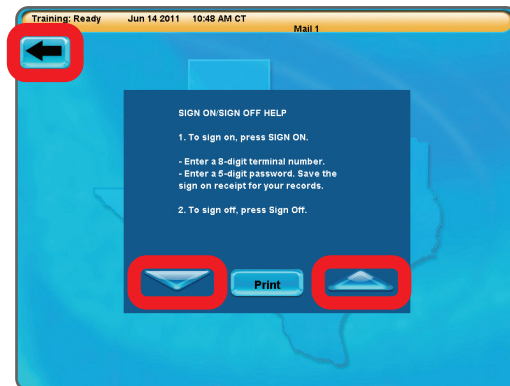 Training: Ready Jun 14 2011 10:48 AM CT
Mail 1
SIGN ON/SIGN OFF HELP
1. To sign on, press SIGN ON.
- Enter a 8-digit terminal number.
- Enter a 5-digit password. Save the
sign on receipt for your records.
2. To sign off, press Sign Off.
Print